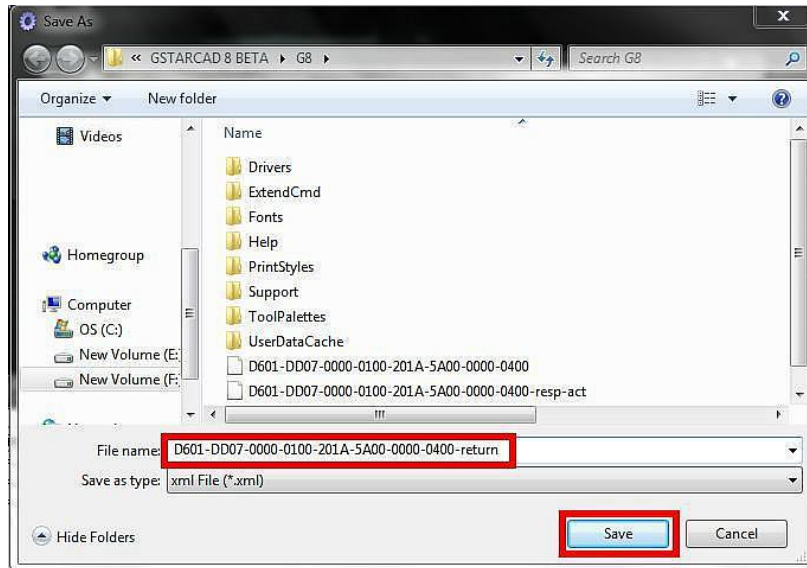 Save As
« GSTARCAD 8 BETA ▸ G8 ▸
Search G8
Organize
New folder
Videos
Homegroup
Computer
OS (C:)
New Volume (E:
New Volume (F:
Name
Drivers
ExtendCmd
Fonts
Help
PrintStyles
Support
ToolPalettes
UserDataCache
D601-DD07-0000-0100-201A-5A00-0000-0400
D601-DD07-0000-0100-201A-5A00-0000-0400-resp-act
File name: D601-DD07-0000-0100-201A-5A00-0000-0400-return
Save as type: xml File (*.xml)
Hide Folders
Save
Cancel